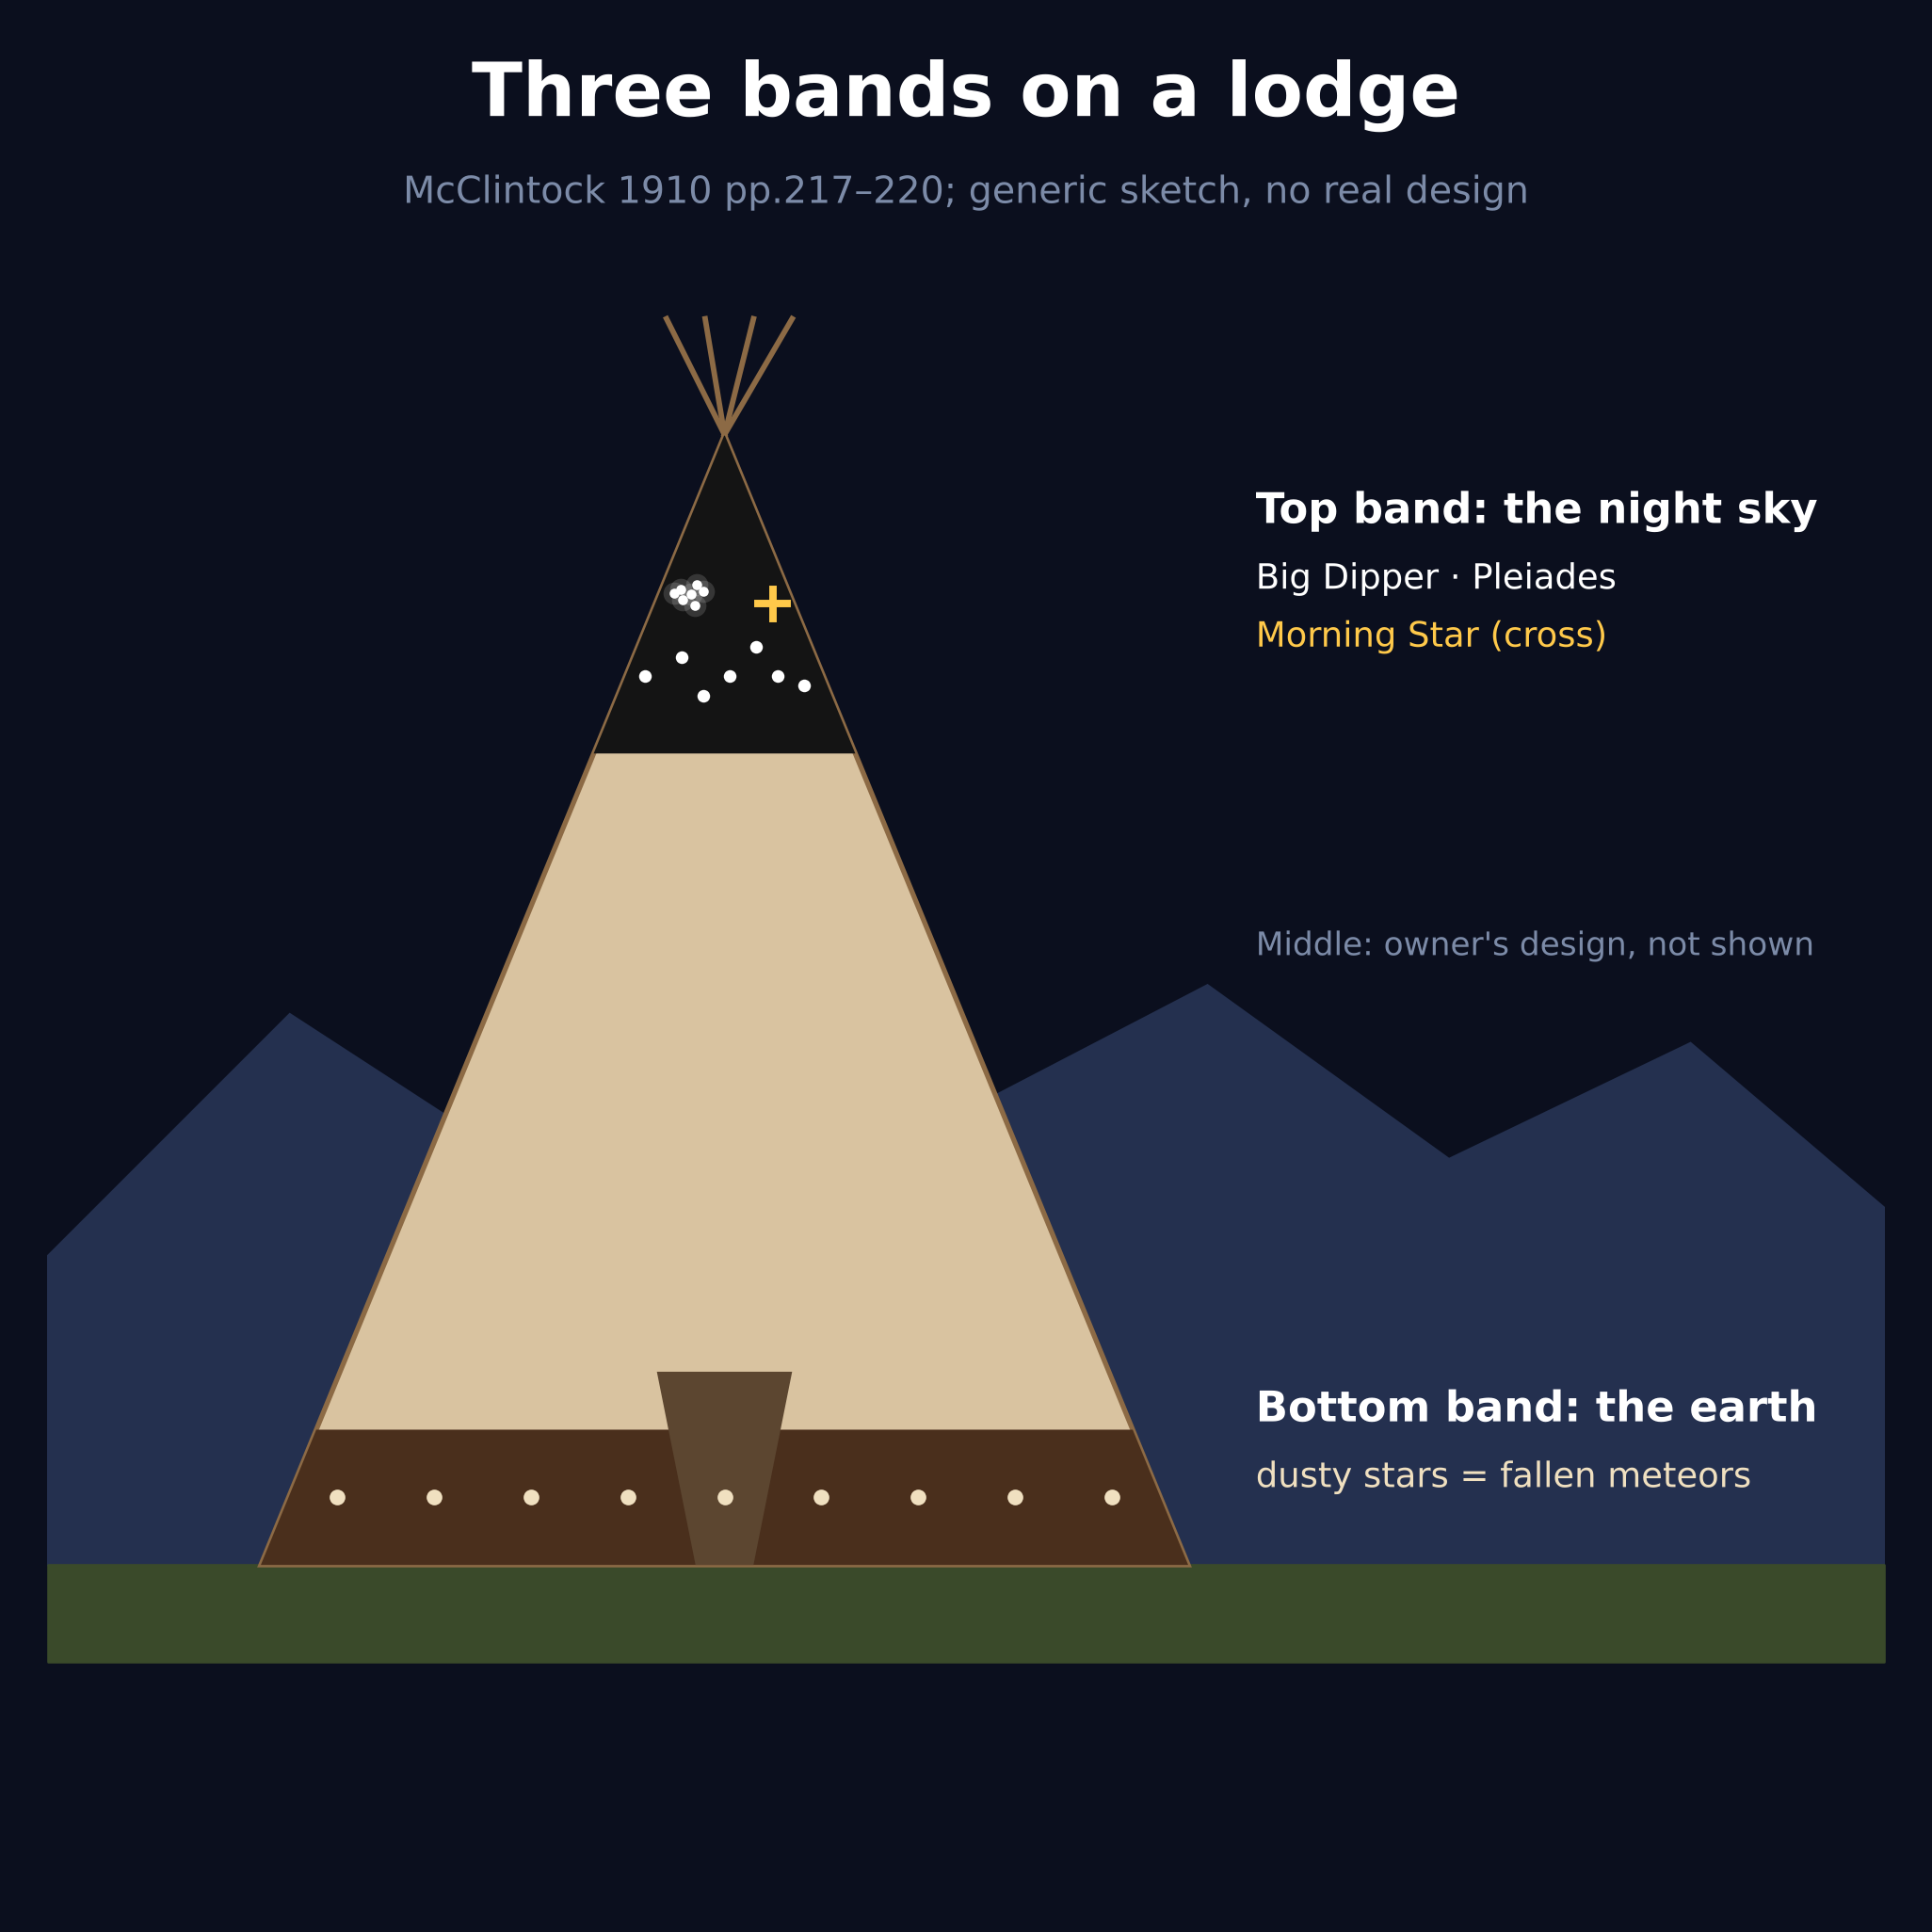 Three bands on a lodge
McClintock 1910 pp.217–220; generic sketch, no real design
Top band: the night sky
Big Dipper · Pleiades
Morning Star (cross)
Middle: owner's design, not shown
Bottom band: the earth
dusty stars = fallen meteors